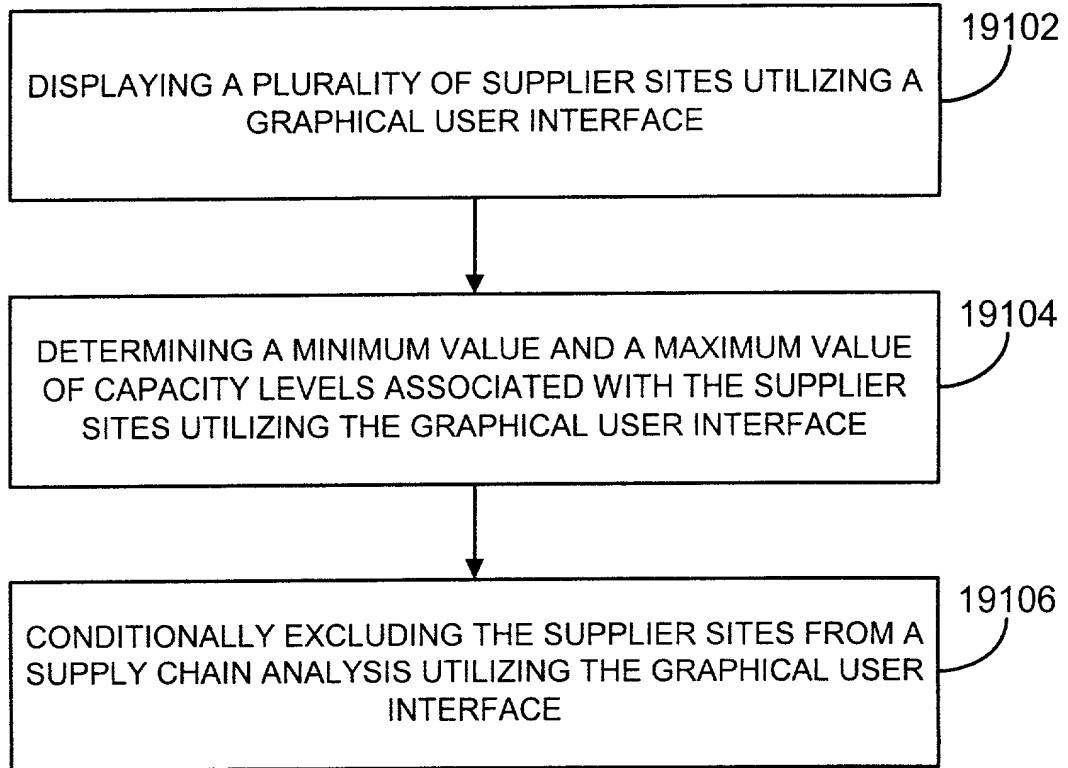 19102
DISPLAYING A PLURALITY OF SUPPLIER SITES UTILIZING A
GRAPHICAL USER INTERFACE
19104
DETERMINING A MINIMUM VALUE AND A MAXIMUM VALUE
OF CAPACITY LEVELS ASSOCIATED WITH THE SUPPLIER
SITES UTILIZING THE GRAPHICAL USER INTERFACE
19106
CONDITIONALLY EXCLUDING THE SUPPLIER SITES FROM A
SUPPLY CHAIN ANALYSIS UTILIZING THE GRAPHICAL USER
INTERFACE